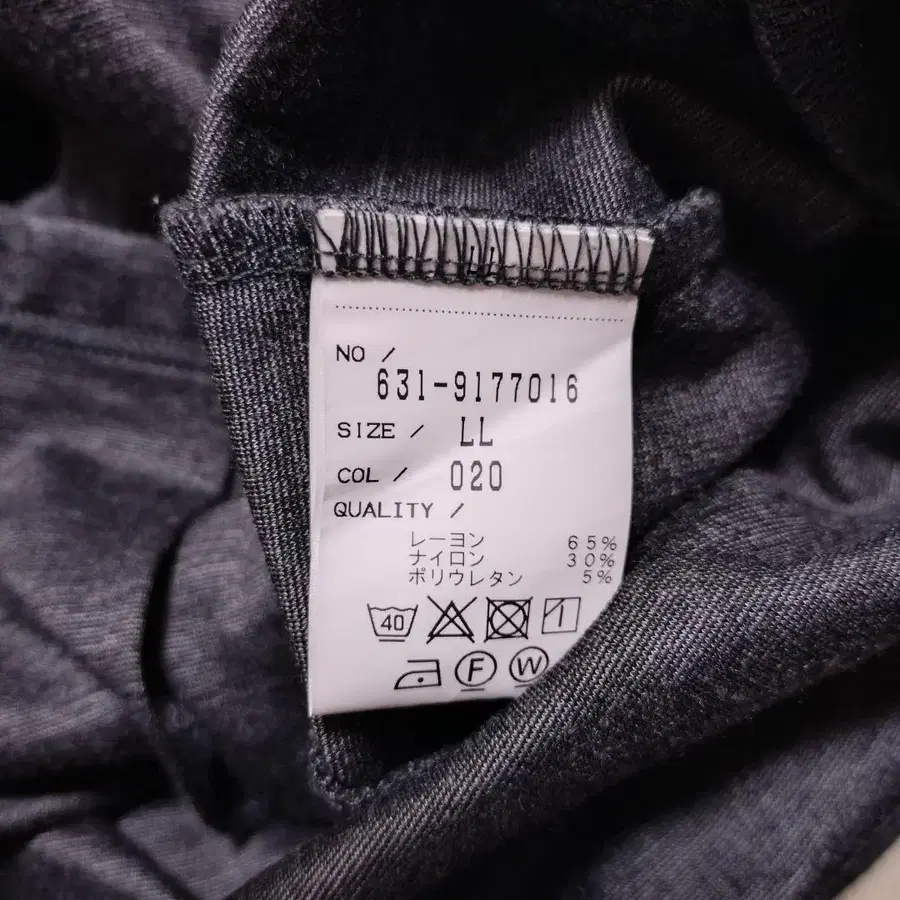 LL
NO /
631-9177016
SIZE / LL
COL / 020
QUALITY /
レーヨン 65%
ナイロン 30%
ポリウレタン 5%
40
F W